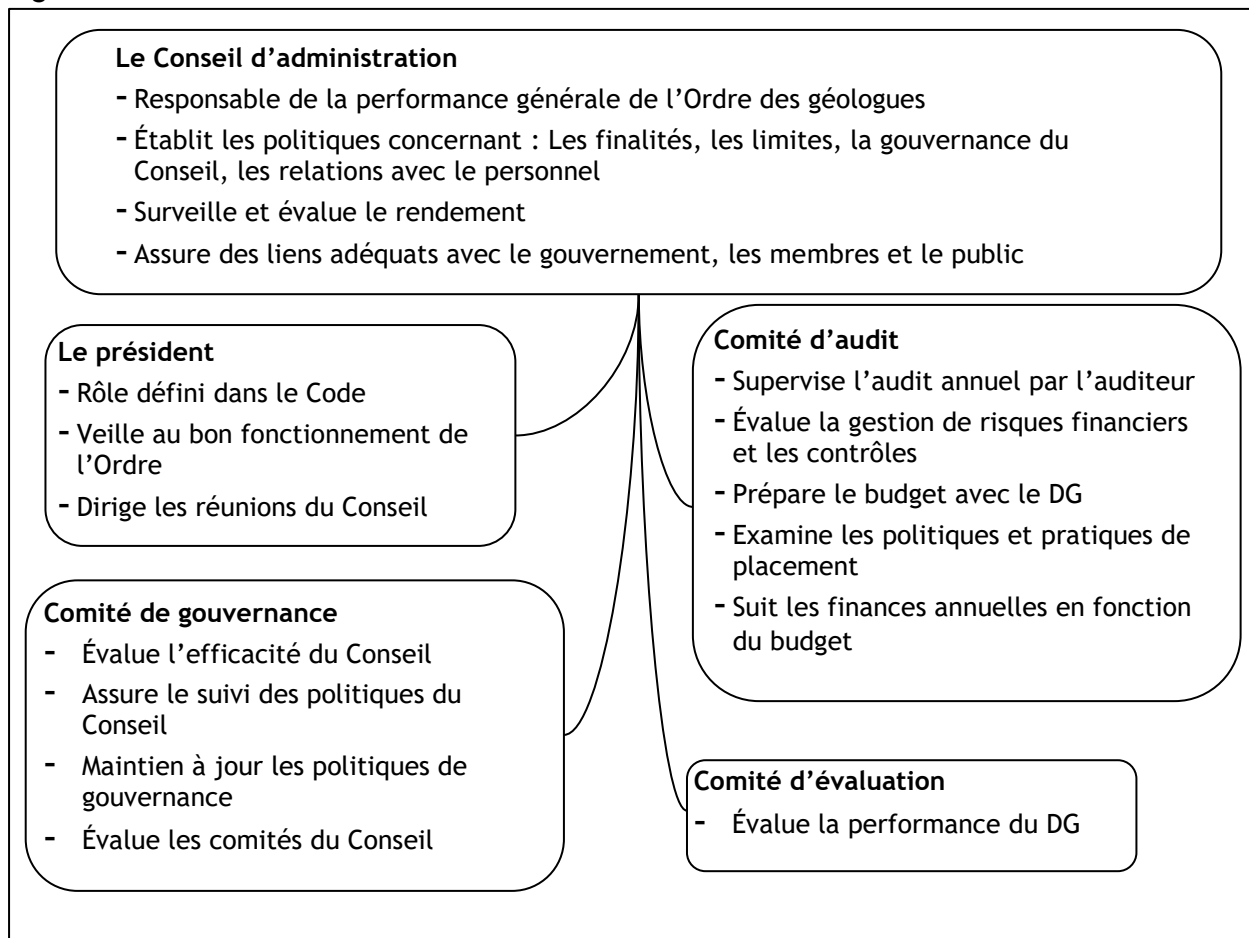 Le Conseil d’administration
- Responsable de la performance générale de l’Ordre des géologues
- Établit les politiques concernant : Les finalités, les limites, la gouvernance du
Conseil, les relations avec le personnel
- Surveille et évalue le rendement
- Assure des liens adéquats avec le gouvernement, les membres et le public
Le président
- Rôle défini dans le Code
- Veille au bon fonctionnement de
l’Ordre
- Dirige les réunions du Conseil
Comité d’audit
- Supervise l’audit annuel par l’auditeur
- Évalue la gestion de risques financiers
et les contrôles
- Prépare le budget avec le DG
- Examine les politiques et pratiques de
placement
- Suit les finances annuelles en fonction
du budget
Comité de gouvernance
- Évalue l’efficacité du Conseil
- Assure le suivi des politiques du
Conseil
- Maintien à jour les politiques de
gouvernance
- Évalue les comités du Conseil
Comité d’évaluation
- Évalue la performance du DG